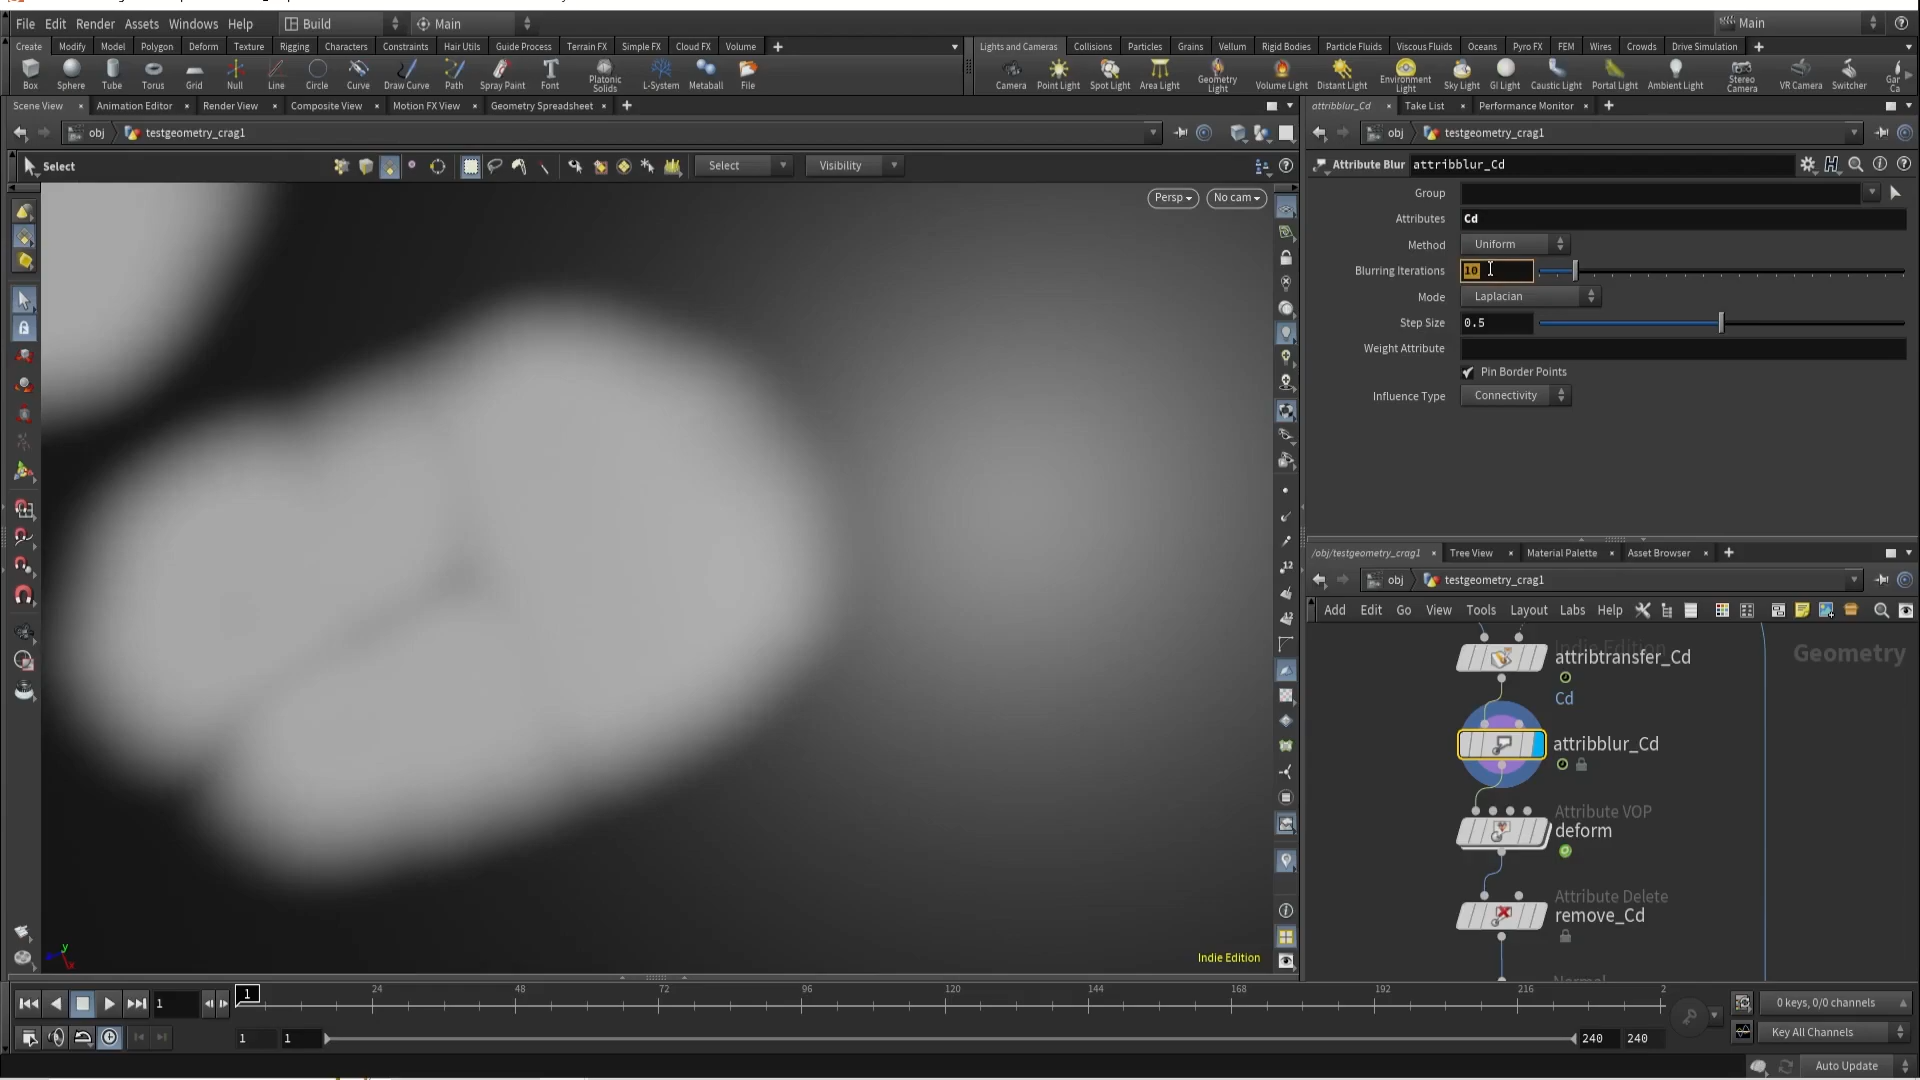 File Edit Render Assets Windows Help Build Main Main
Create Modify Model Polygon Deform Texture Rigging Characters Constraints Hair Utils Guide Process Terrain FX Simple FX Cloud FX Volume
Lights and Cameras Collisions Particles Grains Vellum Rigid Bodies Particle Fluids Viscous Fluids Oceans Pyro FX FEM Wires Crowds Drive Simulation
Box Sphere Tube Torus Grid Null Line Circle Curve Draw Curve Path Spray Paint Font Platonic Solids L-System Metaball File
Camera Point Light Spot Light Area Light Geometry Light Volume Light Distant Light Environment Light Sky Light GI Light Caustic Light Portal Light Ambient Light Stereo Camera VR Camera Switcher Gar Ca
Scene View Animation Editor Render View Composite View Motion FX View Geometry Spreadsheet
attribblur_Cd Take List Performance Monitor
obj testgeometry_crag1
obj testgeometry_crag1
Select Select Visibility
Persp No cam
Attribute Blur attribblur_Cd
Group
Attributes Cd
Method Uniform
Blurring Iterations 10
Mode Laplacian
Step Size 0.5
Weight Attribute
Pin Border Points
Influence Type Connectivity
/obj/testgeometry_crag1 Tree View Material Palette Asset Browser
obj testgeometry_crag1
Add Edit Go View Tools Layout Labs Help
Indie Edition
Geometry
attribtransfer_Cd
Cd
attribblur_Cd
Attribute VOP
deform
Attribute Delete
remove_Cd
Normal
Indie Edition
y
x
12
1 1 24 48 72 96 120 144 168 192 216 2
0 keys, 0/0 channels
1 1 240 240
Key All Channels
Auto Update